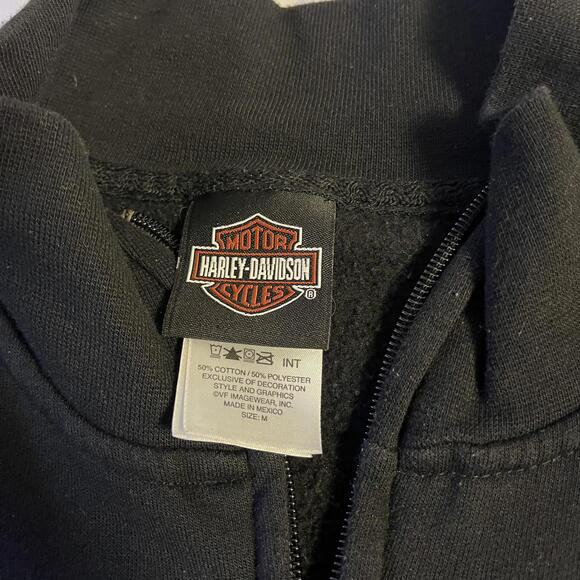 MOTOR
HARLEY-DAVIDSON
CYCLES
®
INT
50% COTTON / 50% POLYESTER
EXCLUSIVE OF DECORATION
STYLE AND GRAPHICS
©VF IMAGEWEAR, INC.
MADE IN MEXICO
SIZE: M